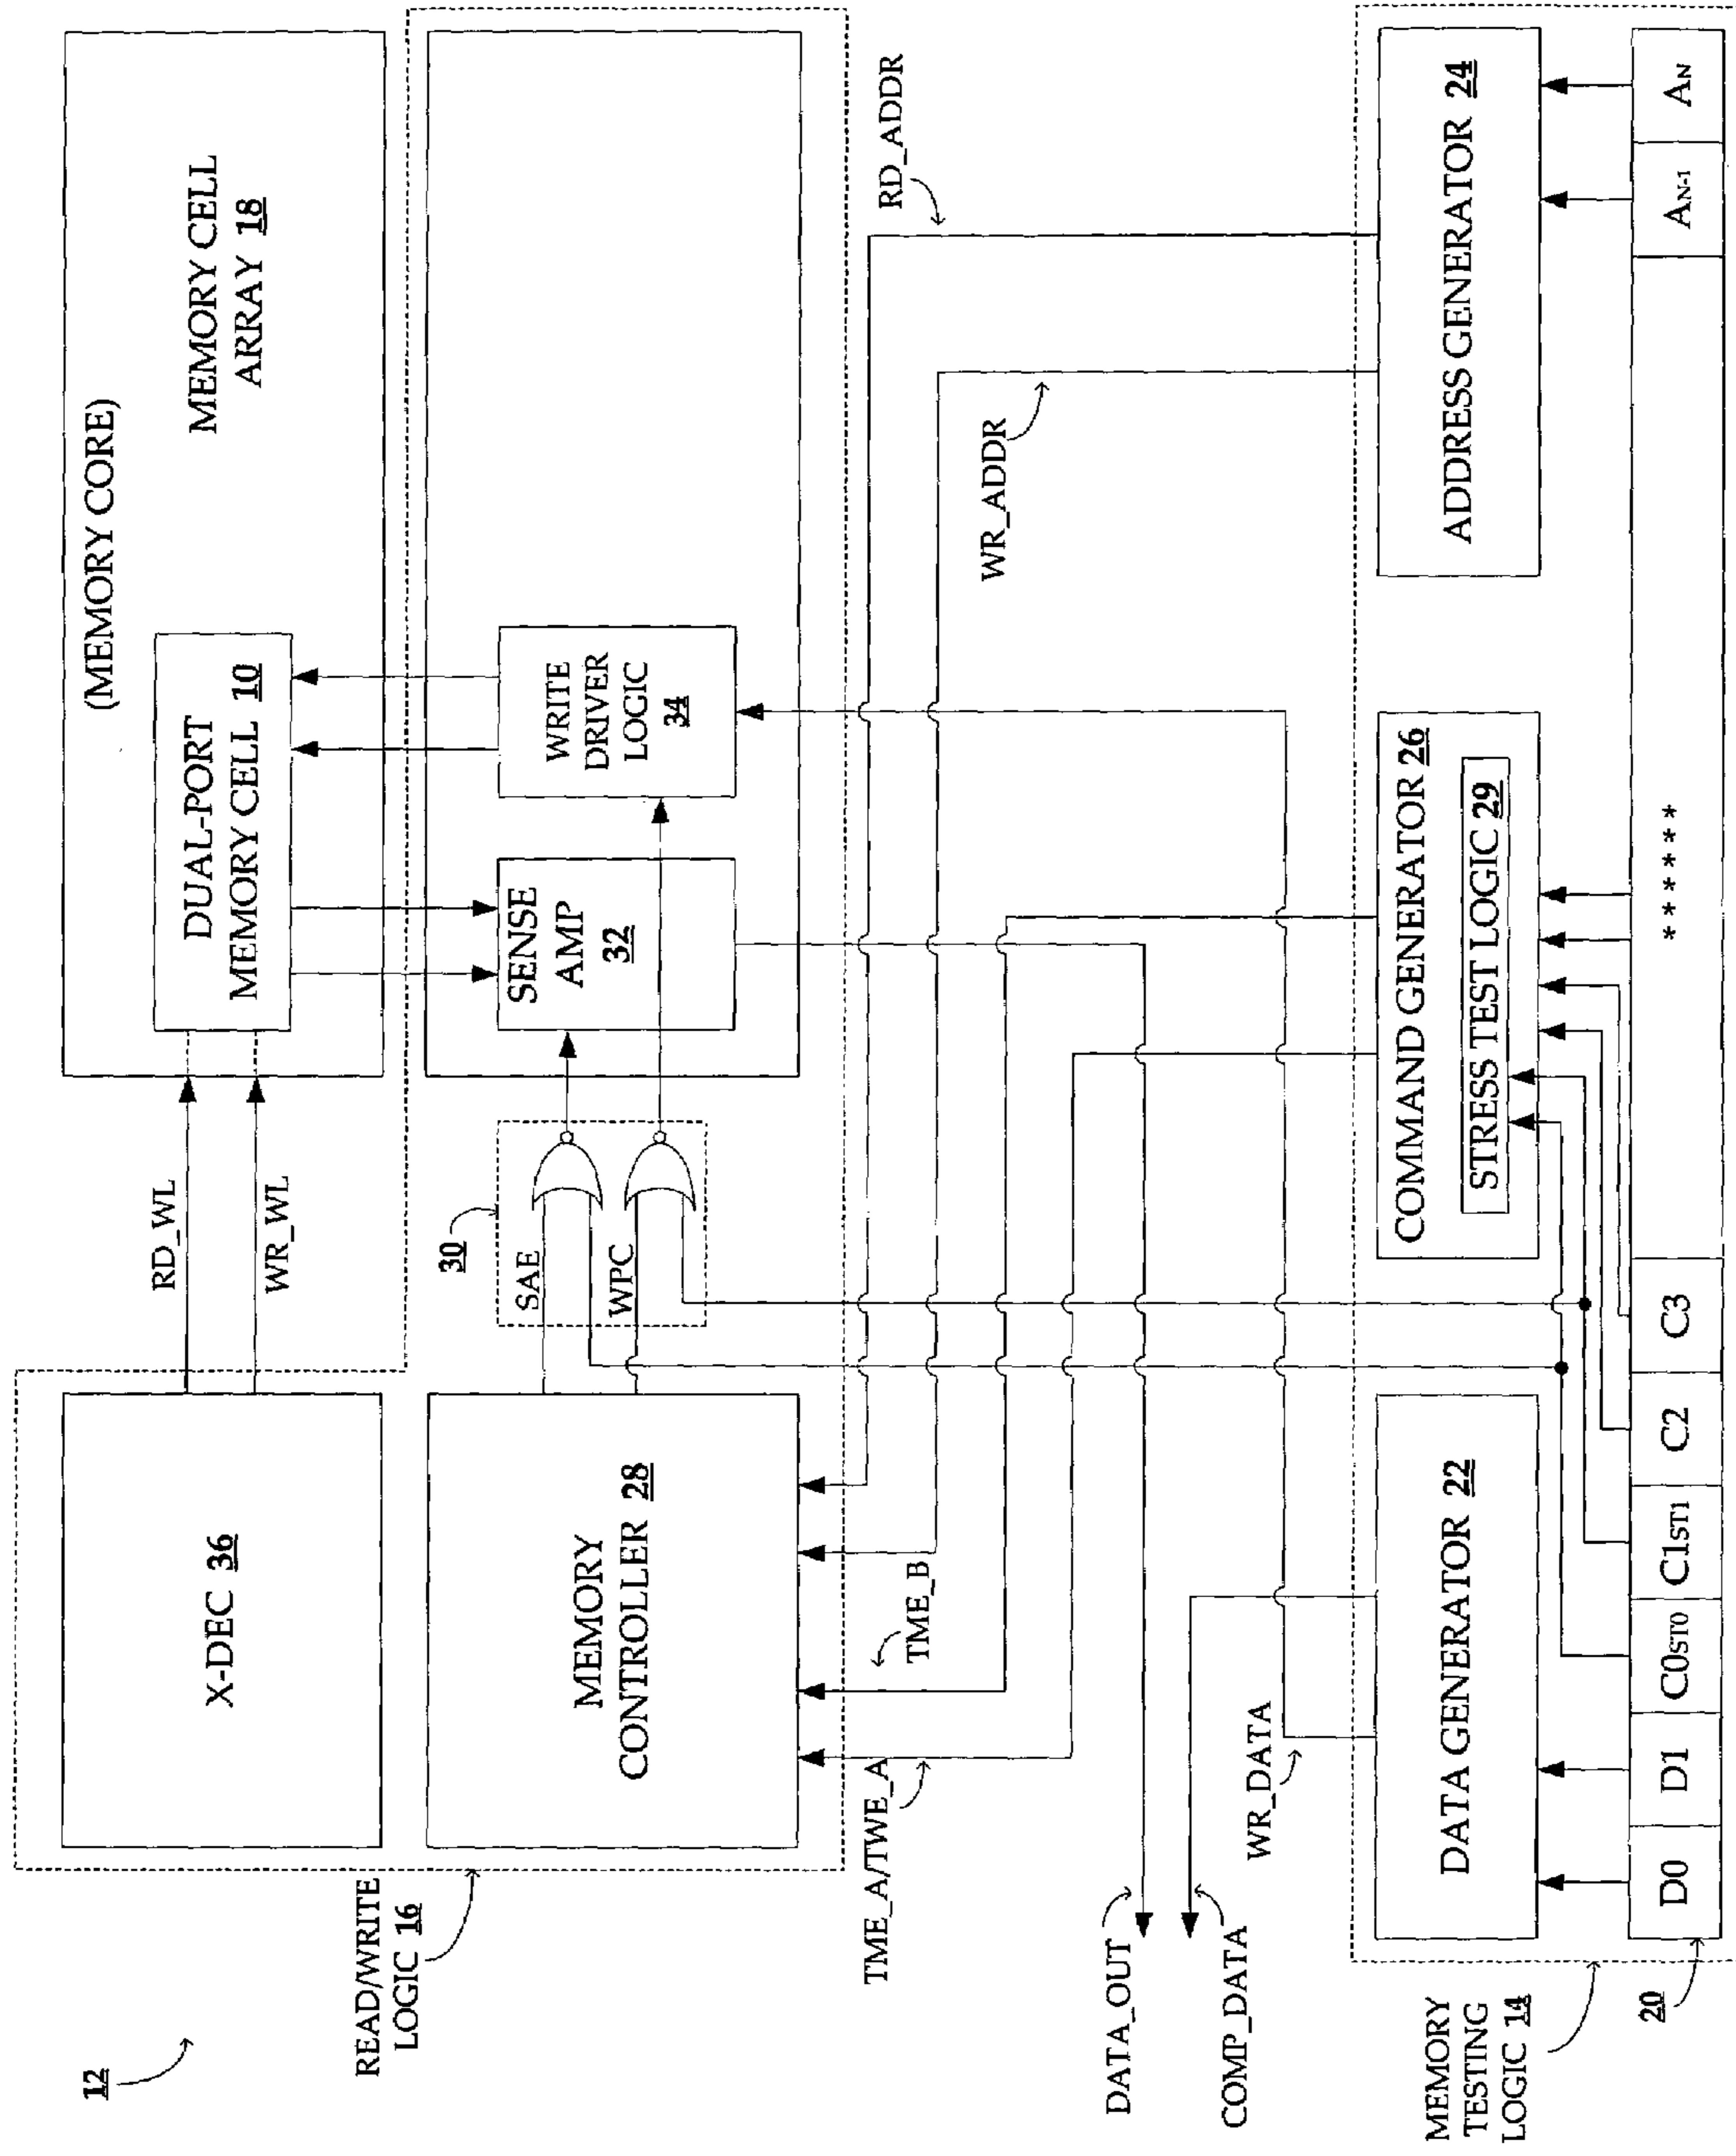 12
READ/WRITE
LOGIC 16
X-DEC 36
RD_WL
WR_WL
(MEMORY CORE)
DUAL-PORT
MEMORY CELL 10
MEMORY CELL
ARRAY 18
MEMORY
CONTROLLER 28
30
SAE
WPC
SENSE
AMP
32
WRITE
DRIVER
LOGIC
34
TME_A/TWE_A
TME_B
RD_ADDR
WR_ADDR
DATA_OUT
COMP_DATA
WR_DATA
MEMORY
TESTING
LOGIC 14
DATA GENERATOR 22
COMMAND GENERATOR 26
STRESS TEST LOGIC 29
ADDRESS GENERATOR 24
20
D0
D1
C0ST0
C1ST1
C2
C3
* * * * * *
AN-1
AN